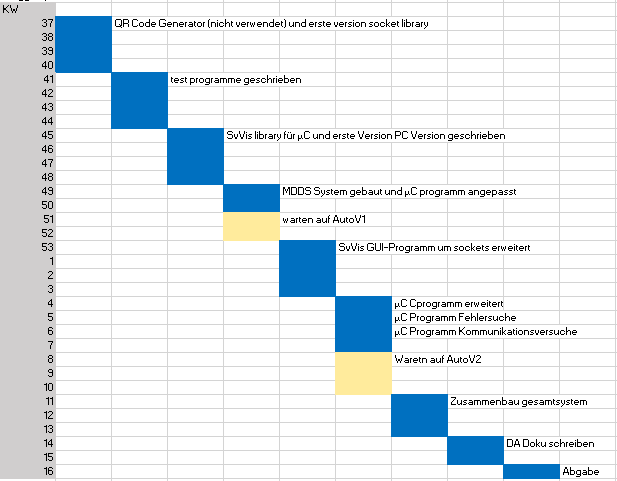 KW
37 QR Code Generator (nicht verwendet) und erste version socket library
38
39
40
41 test programme geschrieben
42
43
44
45 SvVis library für µC und erste Version PC Version geschrieben
46
47
48
49 MDDS System gebaut und µC programm angepasst
50
51 warten auf AutoV1
52
53 SvVis GUI-Programm um sockets erweitert
1
2
3
4 µC Cprogramm erweitert
5 µC Programm Fehlersuche
6 µC Programm Kommunikationsversuche
7
8 Waretn auf AutoV2
9
10
11 Zusammenbau gesamtsystem
12
13
14 DA Doku schreiben
15
16 Abgabe